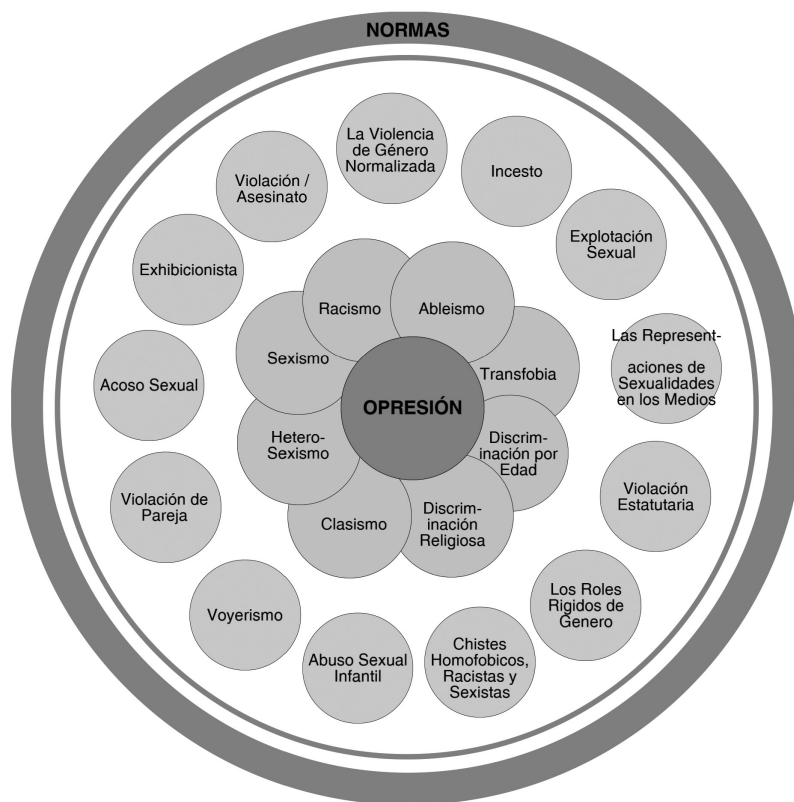 NORMAS
La Violencia
de Género
Normalizada
Incesto
Violación /
Asesinato
Explotación
Sexual
Exhibicionista
Racismo
Ableismo
Las Represent-
aciones de
Sexualidades
en los Medios
Sexismo
Transfobia
Acoso Sexual
OPRESIÓN
Hetero-
Sexismo
Discrim-
inación por
Edad
Violación de
Pareja
Violación
Estatutaria
Clasismo
Discrim-
inación
Religiosa
Voyerismo
Los Roles
Rigidos de
Genero
Abuso Sexual
Infantil
Chistes
Homofobicos,
Racistas y
Sexistas